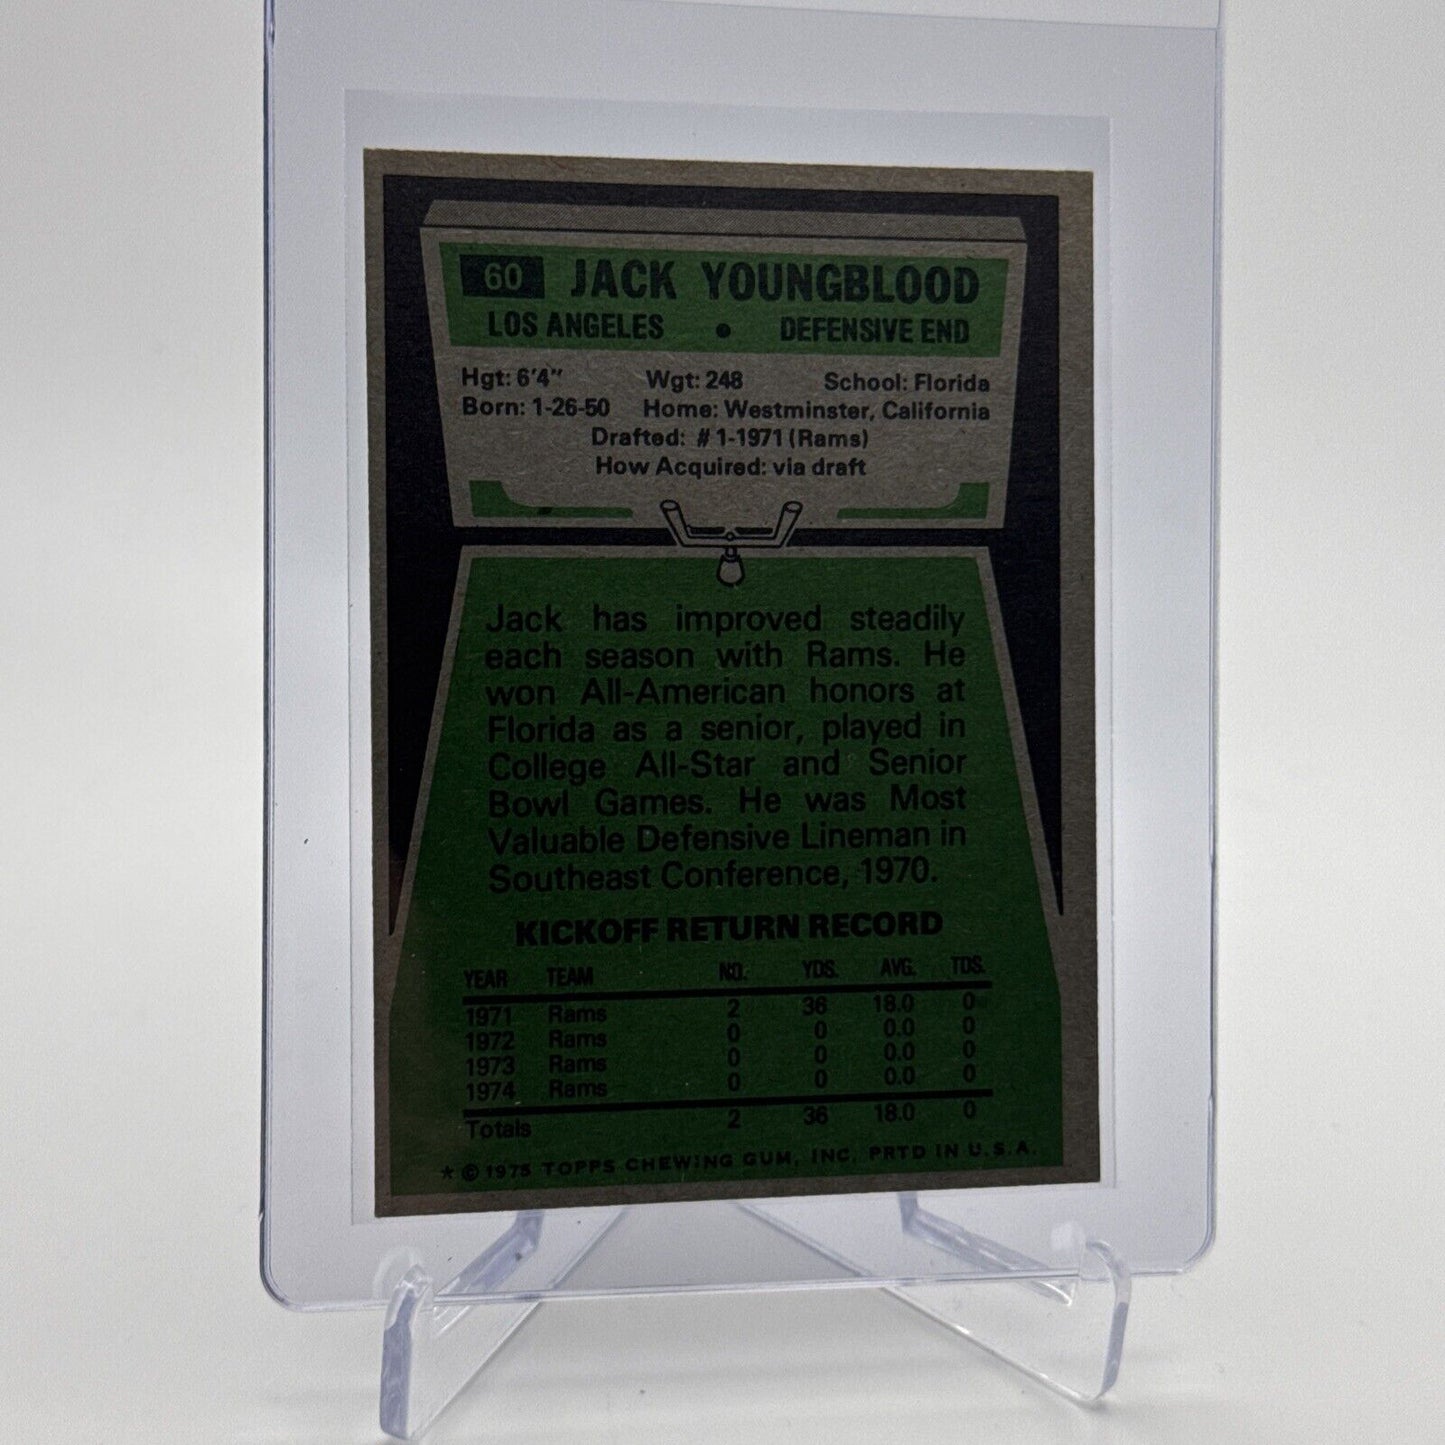 60 JACK YOUNGBLOOD
LOS ANGELES • DEFENSIVE END
Hgt: 6'4" Wgt: 248 School: Florida
Born: 1-26-50 Home: Westminster, California
Drafted: #1-1971 (Rams)
How Acquired: via draft
Jack has improved steadily
each season with Rams. He
won All-American honors at
Florida as a senior, played in
College All-Star and Senior
Bowl Games. He was Most
Valuable Defensive Lineman in
Southeast Conference, 1970.
KICKOFF RETURN RECORD
YEAR TEAM NO. YDS. AVG. TDS.
1971 Rams 2 36 18.0 0
1972 Rams 0 0 0.0 0
1973 Rams 0 0 0.0 0
1974 Rams 0 0 0.0 0
Totals 2 36 18.0 0
* © 1975 TOPPS CHEWING GUM, INC. PRTD IN U.S.A.